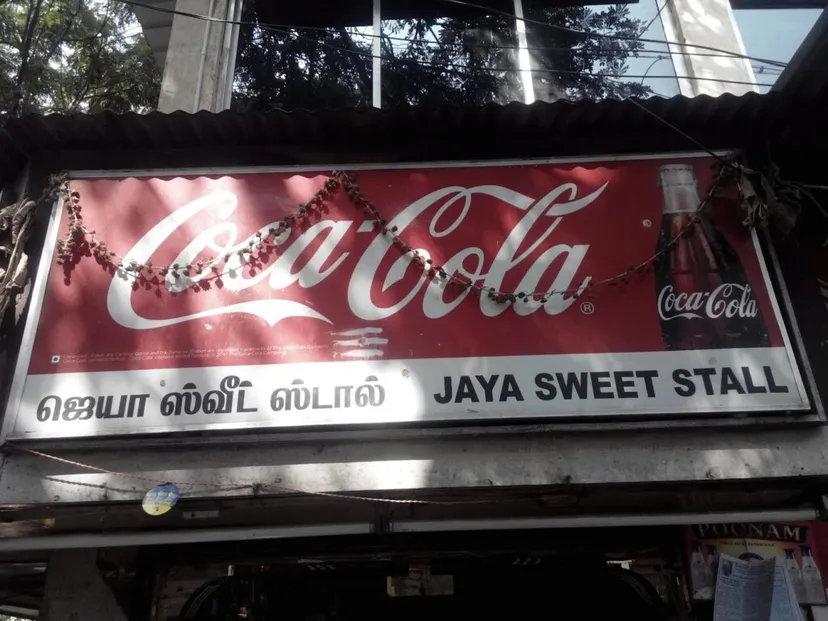 Coca-Cola ®
Coca-Cola
ஜெயா ஸ்வீட் ஸ்டால்
JAYA SWEET STALL
POONAM